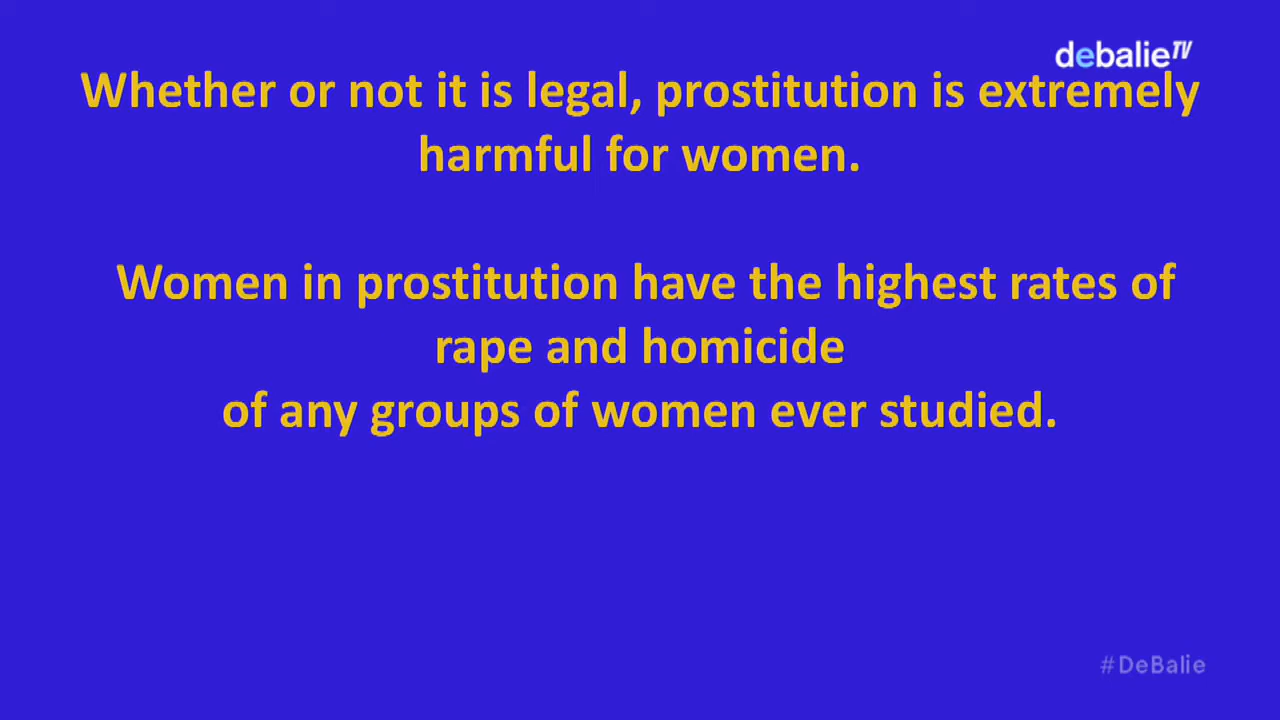 debalieTV
Whether or not it is legal, prostitution is extremely
harmful for women.
Women in prostitution have the highest rates of
rape and homicide
of any groups of women ever studied.
#DeBalie